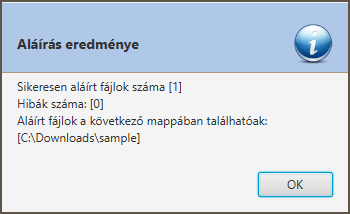 Aláírás eredménye
Sikeresen aláírt fájlok száma [1]
Hibák száma: [0]
Aláírt fájlok a következő mappában találhatóak:
[C:\Downloads\sample]
OK